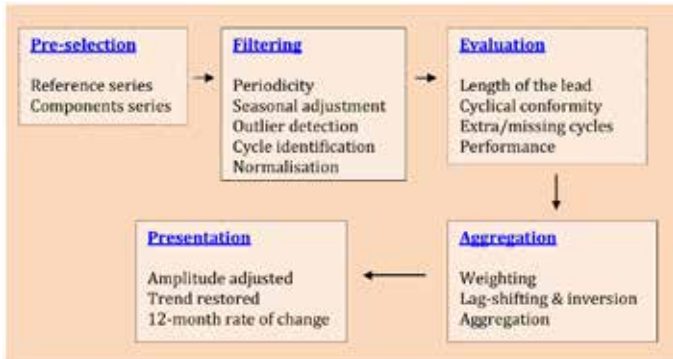 Pre-selection
Reference series
Components series
Filtering
Periodicity
Seasonal adjustment
Outlier detection
Cycle identification
Normalisation
Evaluation
Length of the lead
Cyclical conformity
Extra/missing cycles
Performance
Aggregation
Weighting
Lag-shifting & inversion
Aggregation
Presentation
Amplitude adjusted
Trend restored
12-month rate of change